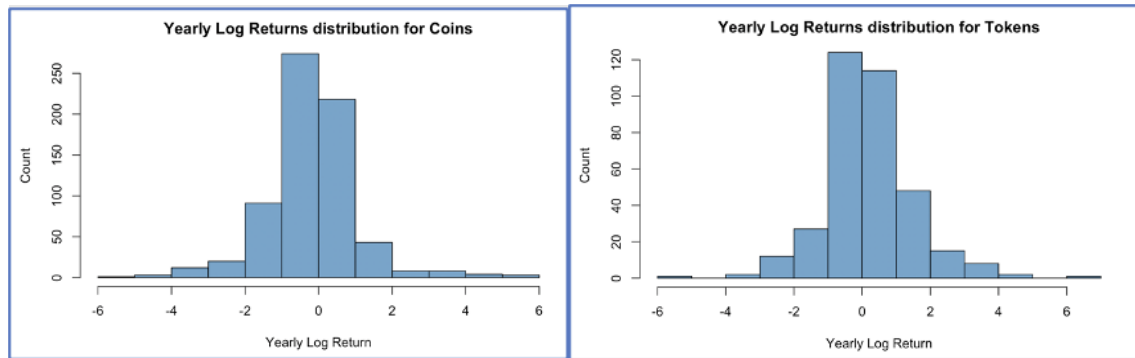 Yearly Log Returns distribution for Coins
Count
250
200
150
100
50
0
-6 -4 -2 0 2 4 6
Yearly Log Return
Yearly Log Returns distribution for Tokens
Count
120
100
80
60
40
20
0
-6 -4 -2 0 2 4 6
Yearly Log Return